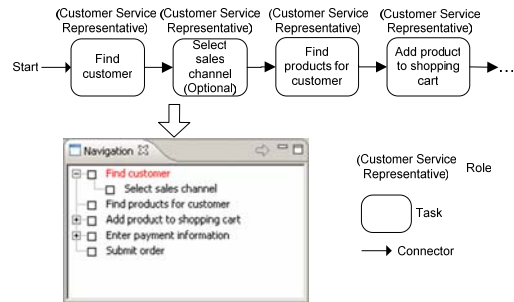 (Customer Service
Representative)
(Customer Service
Representative)
(Customer Service
Representative)
(Customer Service
Representative)
Start
Find
customer
Select
sales
channel
(Optional)
Find
products for
customer
Add product
to shopping
cart
...
Navigation
Find customer
Select sales channel
Find products for customer
Add product to shopping cart
Enter payment information
Submit order
(Customer Service
Representative)
Role
Task
Connector